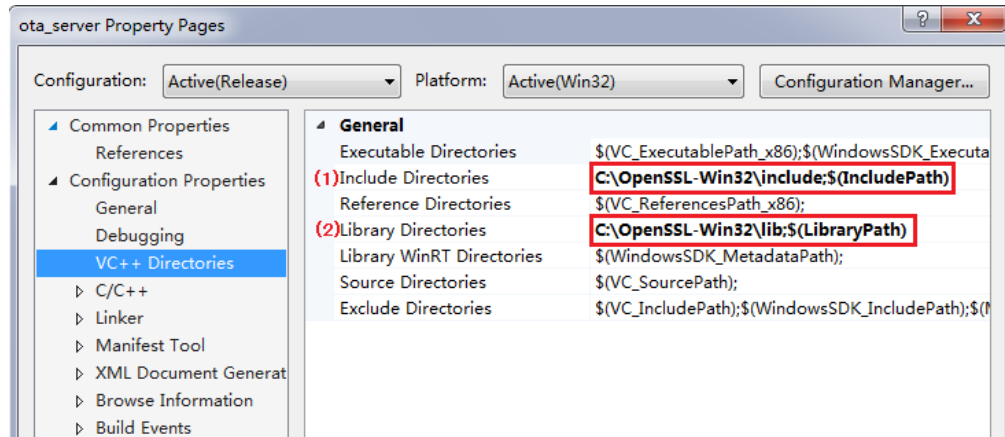 ota_server Property Pages
Configuration: Active(Release) Platform: Active(Win32) Configuration Manager...
Common Properties
References
Configuration Properties
General
Debugging
VC++ Directories
C/C++
Linker
Manifest Tool
XML Document Generat
Browse Information
Build Events
General
Executable Directories $(VC_ExecutablePath_x86);$(WindowsSDK_Executa
(1)Include Directories C:\OpenSSL-Win32\include;$(IncludePath)
Reference Directories $(VC_ReferencesPath_x86);
(2)Library Directories C:\OpenSSL-Win32\lib;$(LibraryPath)
Library WinRT Directories $(WindowsSDK_MetadataPath);
Source Directories $(VC_SourcePath);
Exclude Directories $(VC_IncludePath);$(WindowsSDK_IncludePath);$(